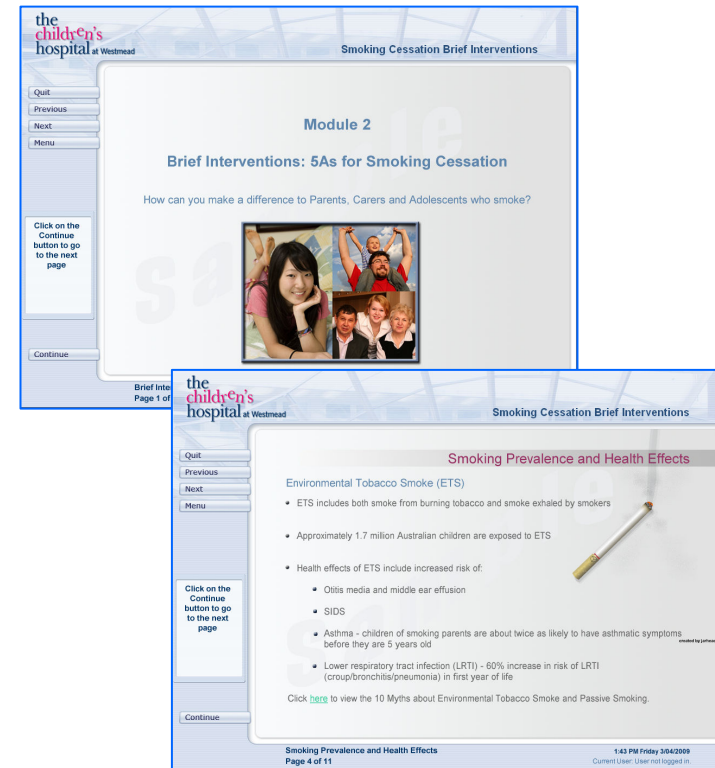 the
children's
hospital at Westmead
Smoking Cessation Brief Interventions
Quit
Previous
Next
Menu
Module 2
Brief Interventions: 5As for Smoking Cessation
How can you make a difference to Parents, Carers and Adolescents who smoke?
Click on the
Continue
button to go
to the next
page
Continue
Brief Inte
Page 1 of
the
children's
hospital at Westmead
Smoking Cessation Brief Interventions
Quit
Previous
Next
Menu
Smoking Prevalence and Health Effects
Environmental Tobacco Smoke (ETS)
ETS includes both smoke from burning tobacco and smoke exhaled by smokers
Approximately 1.7 million Australian children are exposed to ETS
Health effects of ETS include increased risk of:
Otitis media and middle ear effusion
SIDS
Asthma - children of smoking parents are about twice as likely to have asthmatic symptoms
before they are 5 years old
Lower respiratory tract infection (LRTI) - 60% increase in risk of LRTI
(croup/bronchitis/pneumonia) in first year of life
Click here to view the 10 Myths about Environmental Tobacco Smoke and Passive Smoking.
created by
Click on the
Continue
button to go
to the next
page
Continue
Smoking Prevalence and Health Effects
Page 4 of 11
1:43 PM Friday 3/04/2009
Current User: User not logged in.